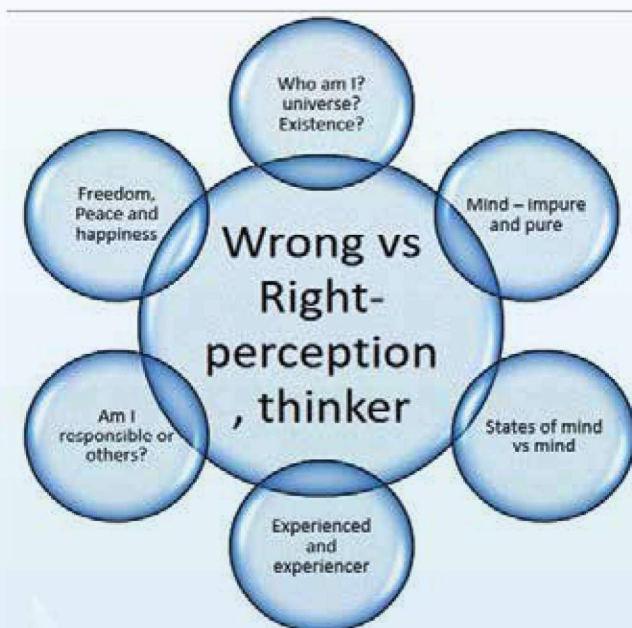 Who am I?
universe?
Existence?
Mind – impure
and pure
States of mind
vs mind
Experienced
and
experiencer
Am I
responsible or
others?
Freedom,
Peace and
happiness
Wrong vs
Right-
perception
, thinker